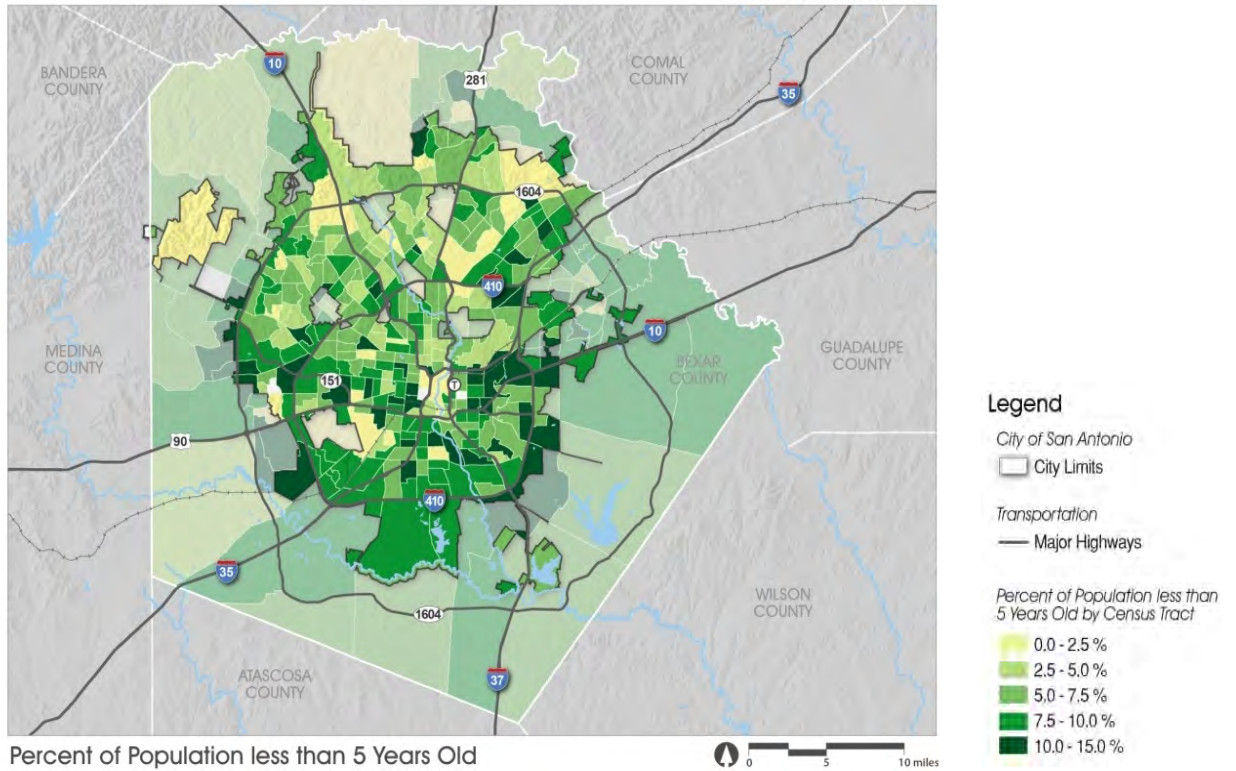 10
281
BANDERA
COUNTY
COMAL
COUNTY
35
1604
410
10
MEDINA
COUNTY
GUADALUPE
COUNTY
BEXAR
COUNTY
151
T
90
410
35
WILSON
COUNTY
1604
ATASCOSA
COUNTY
37
Percent of Population less than 5 Years Old
0 5 10 miles
Legend
City of San Antonio
City Limits
Transportation
Major Highways
Percent of Population less than
5 Years Old by Census Tract
0.0 - 2.5 %
2.5 - 5.0 %
5.0 - 7.5 %
7.5 - 10.0 %
10.0 - 15.0 %